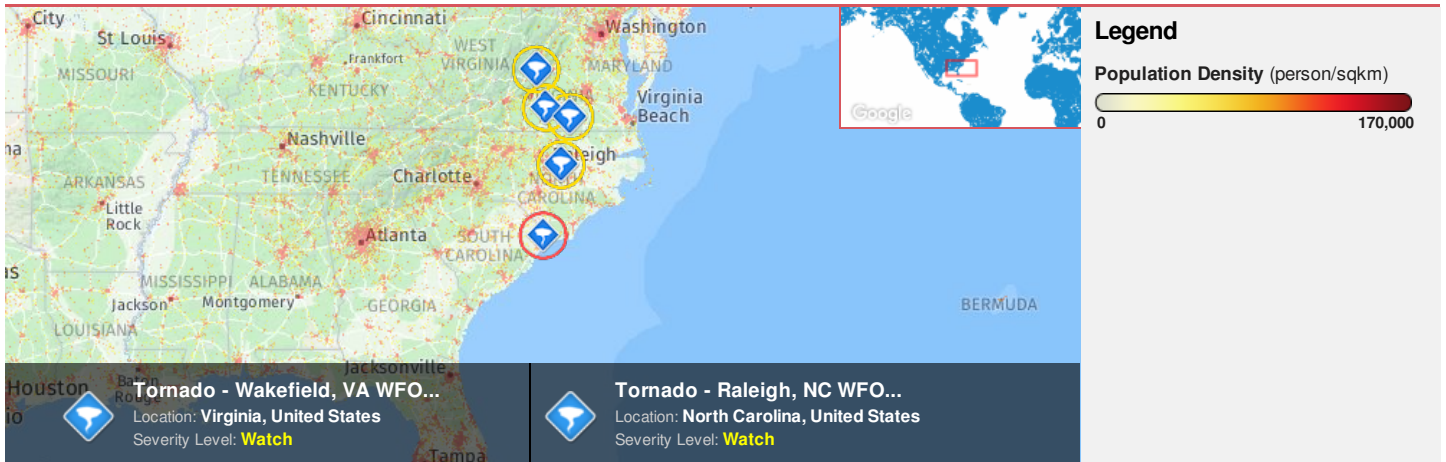 City
Cincinnati
Washington
St Louis
WEST
VIRGINIA
Frankfort
MARYLAND
MISSOURI
KENTUCKY
Virginia
Beach
Nashville
TENNESSEE
Charlotte
ARKANSAS
CAROLINA
Little
Rock
Atlanta
SOUTH
CAROLINA
MISSISSIPPI
ALABAMA
Jackson
Montgomery
GEORGIA
BERMUDA
LOUISIANA
Jacksonville
Houston
Tampa
Google
Legend
Population Density (person/sqkm)
0
170,000
Tornado - Wakefield, VA WFO...
Location: Virginia, United States
Severity Level: Watch
Tornado - Raleigh, NC WFO...
Location: North Carolina, United States
Severity Level: Watch